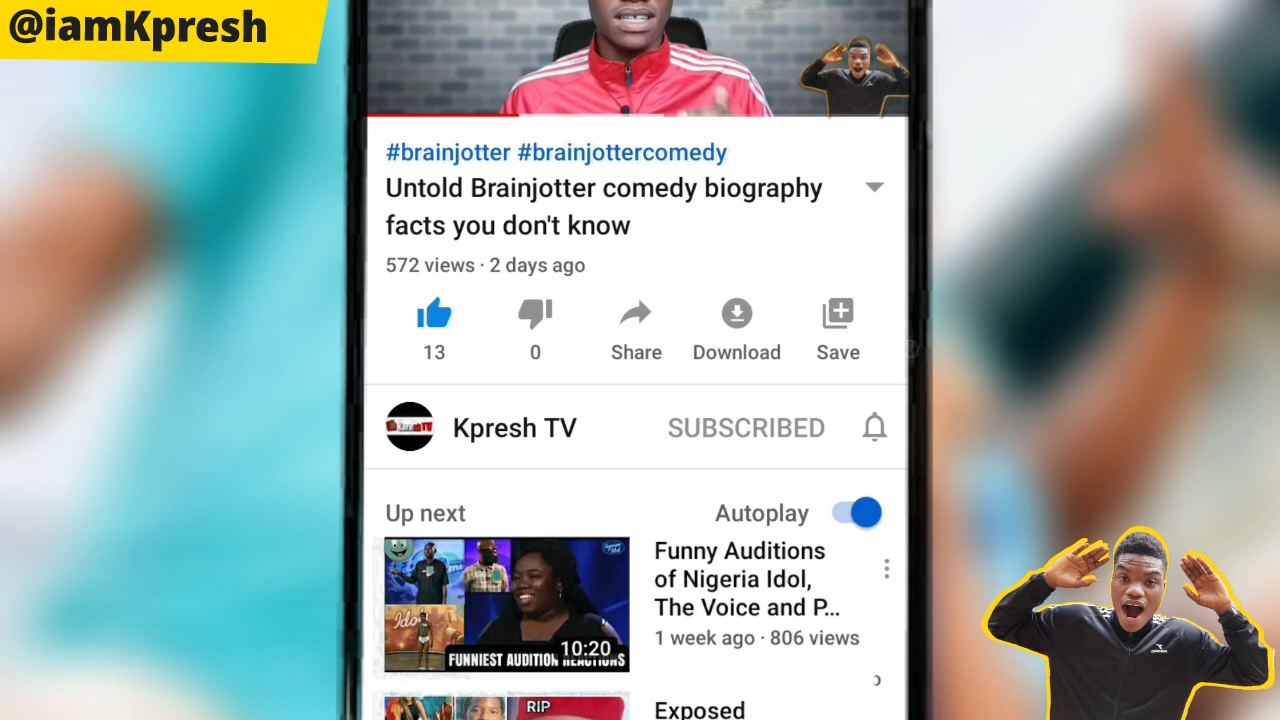 @iamKpresh
#brainjotter #brainjottercomedy
Untold Brainjotter comedy biography
facts you don't know
572 views · 2 days ago
13
0
Share
Download
Save
Kpresh TV
SUBSCRIBED
Up next
Autoplay
Funny Auditions
of Nigeria Idol,
The Voice and P...
1 week ago · 806 views
10:20
FUNNIEST AUDITION REACTIONS
RIP
Exposed